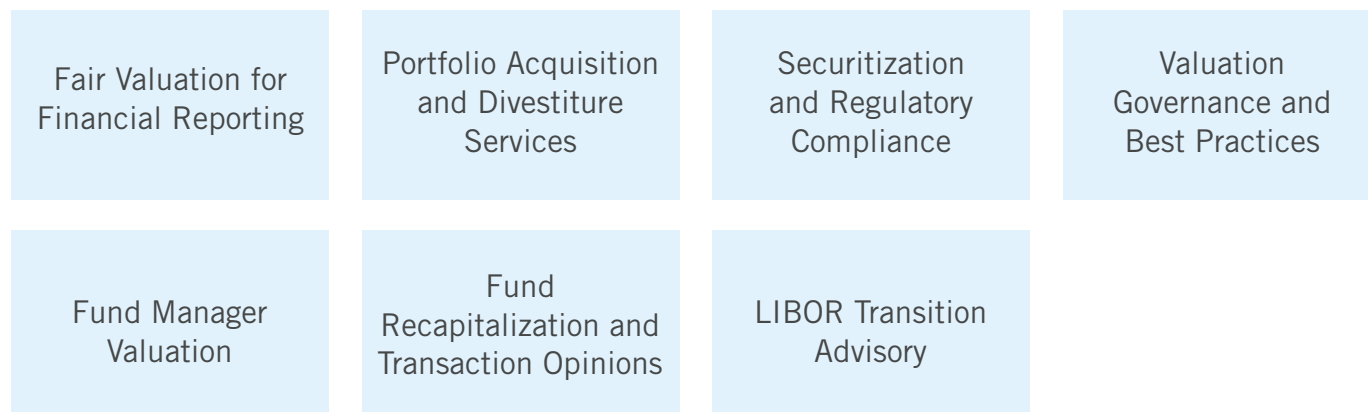 Fair Valuation for
Financial Reporting
Portfolio Acquisition
and Divestiture
Services
Securitization
and Regulatory
Compliance
Valuation
Governance and
Best Practices
Fund Manager
Valuation
Fund
Recapitalization and
Transaction Opinions
LIBOR Transition
Advisory